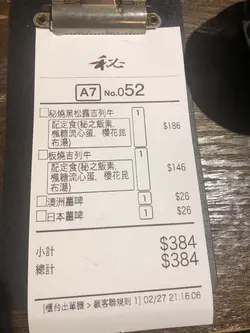 秘
A7 No.052
秘燒黑松露吉列牛 1
配定食(秘之飯素, $186
楓糖流心蛋, 櫻花昆
布湯)
板燒吉列牛 1
配定食(秘之飯素, $146
楓糖流心蛋, 櫻花昆
布湯)
澳洲薑啤 1 $26
日本薑啤 1 $26
小計 $384
總計 $384
[櫃台出單機 > 顧客聯規則 1] 02/27 21:16:06